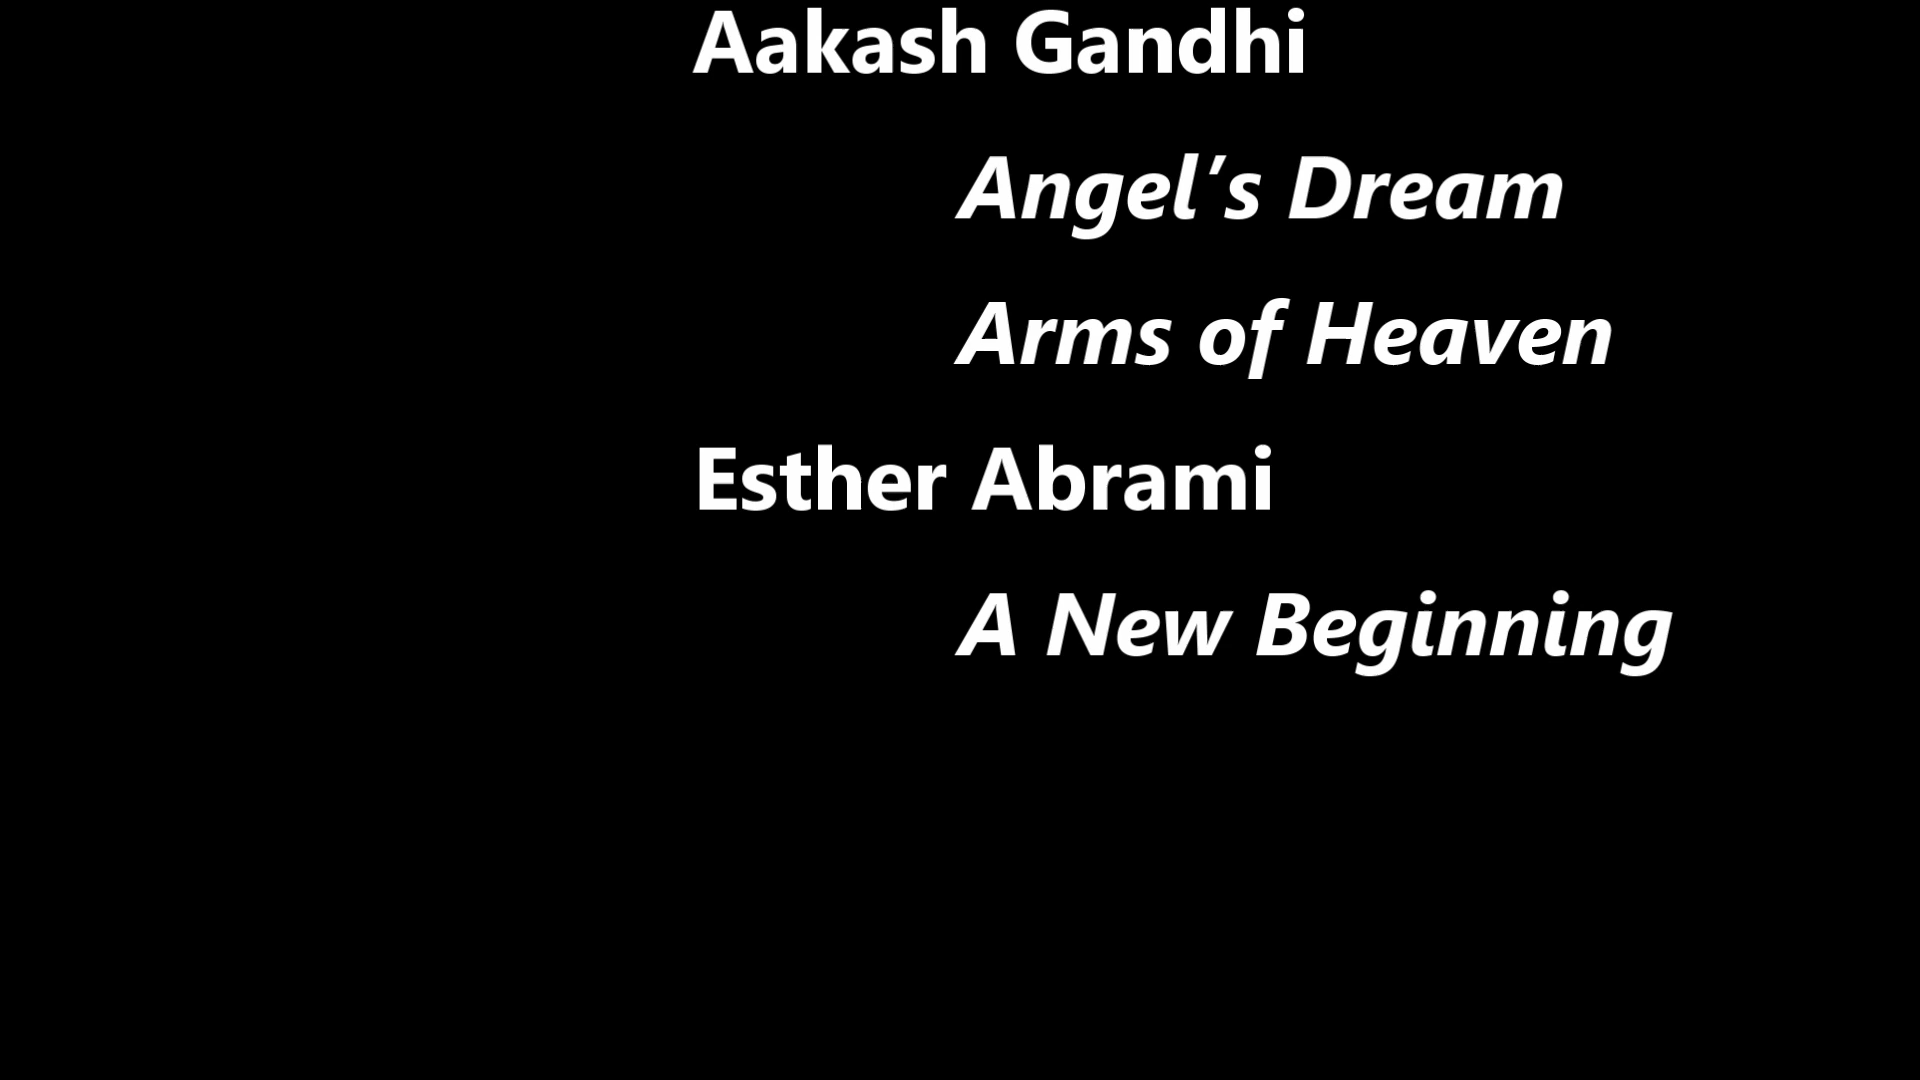 Aakash Gandhi
Angel's Dream
Arms of Heaven
Esther Abrami
A New Beginning